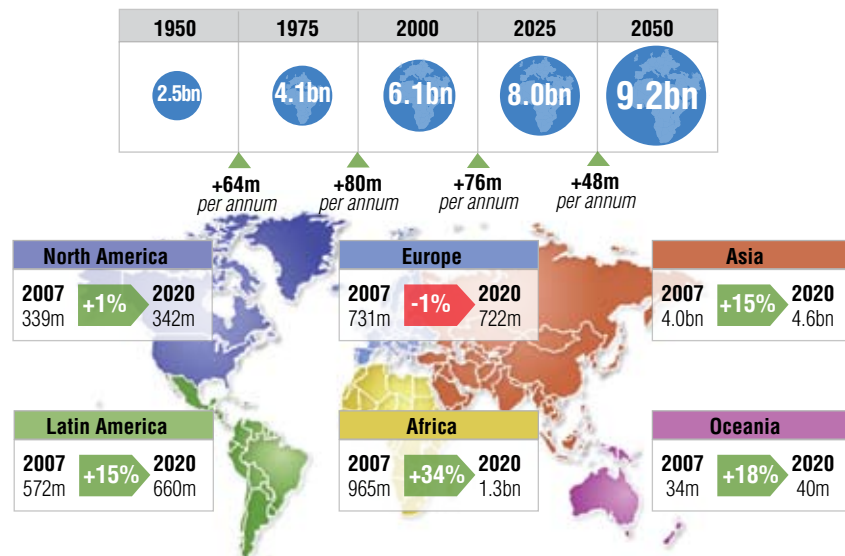 1950 1975 2000 2025 2050
2.5bn 4.1bn 6.1bn 8.0bn 9.2bn
+64m +80m +76m +48m
per annum per annum per annum per annum
North America
2007 +1% 2020
339m 342m
Europe
2007 -1% 2020
731m 722m
Asia
2007 +15% 2020
4.0bn 4.6bn
Latin America
2007 +15% 2020
572m 660m
Africa
2007 +34% 2020
965m 1.3bn
Oceania
2007 +18% 2020
34m 40m